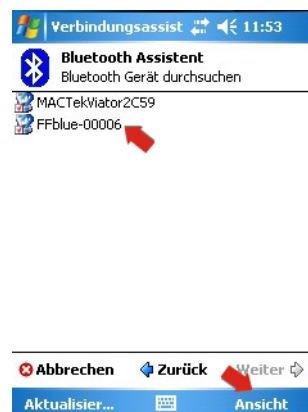 Verbindungsassist 11:53
Bluetooth Assistent
Bluetooth Gerät durchsuchen
MACTekViator2C59
FFblue-00006
Abbrechen Zurück Weiter
Aktualisier... Ansicht